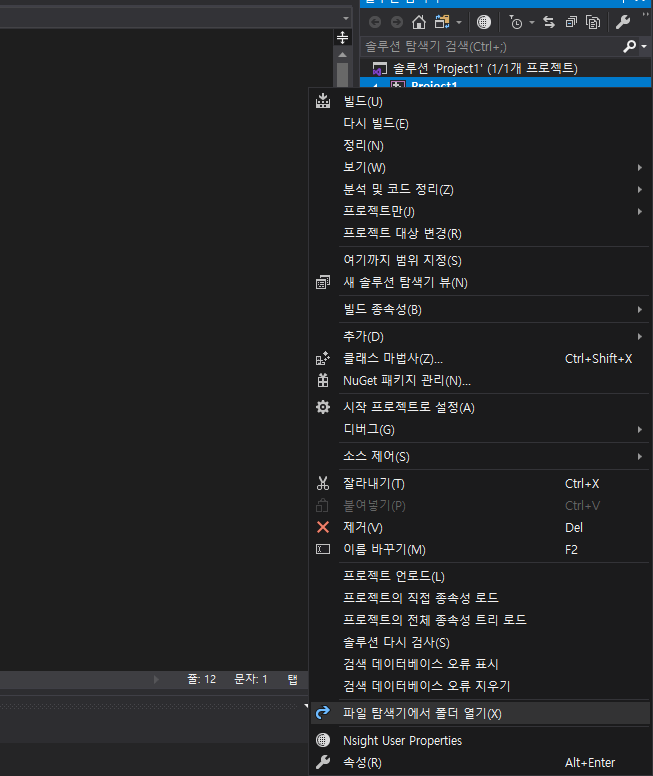 솔루션 탐색기 검색(Ctrl+;)
솔루션 'Project1' (1/1개 프로젝트)
Project1
빌드(U)
다시 빌드(E)
정리(N)
보기(W)
분석 및 코드 정리(Z)
프로젝트만(J)
프로젝트 대상 변경(R)
여기까지 범위 지정(S)
새 솔루션 탐색기 뷰(N)
빌드 종속성(B)
추가(D)
클래스 마법사(Z)... Ctrl+Shift+X
NuGet 패키지 관리(N)...
시작 프로젝트로 설정(A)
디버그(G)
소스 제어(S)
잘라내기(T) Ctrl+X
붙여넣기(P) Ctrl+V
제거(V) Del
이름 바꾸기(M) F2
프로젝트 언로드(L)
프로젝트의 직접 종속성 로드
프로젝트의 전체 종속성 트리 로드
솔루션 다시 검사(S)
검색 데이터베이스 오류 표시
검색 데이터베이스 오류 지우기
줄: 12 문자: 1 탭
파일 탐색기에서 폴더 열기(X)
Nsight User Properties
속성(R) Alt+Enter